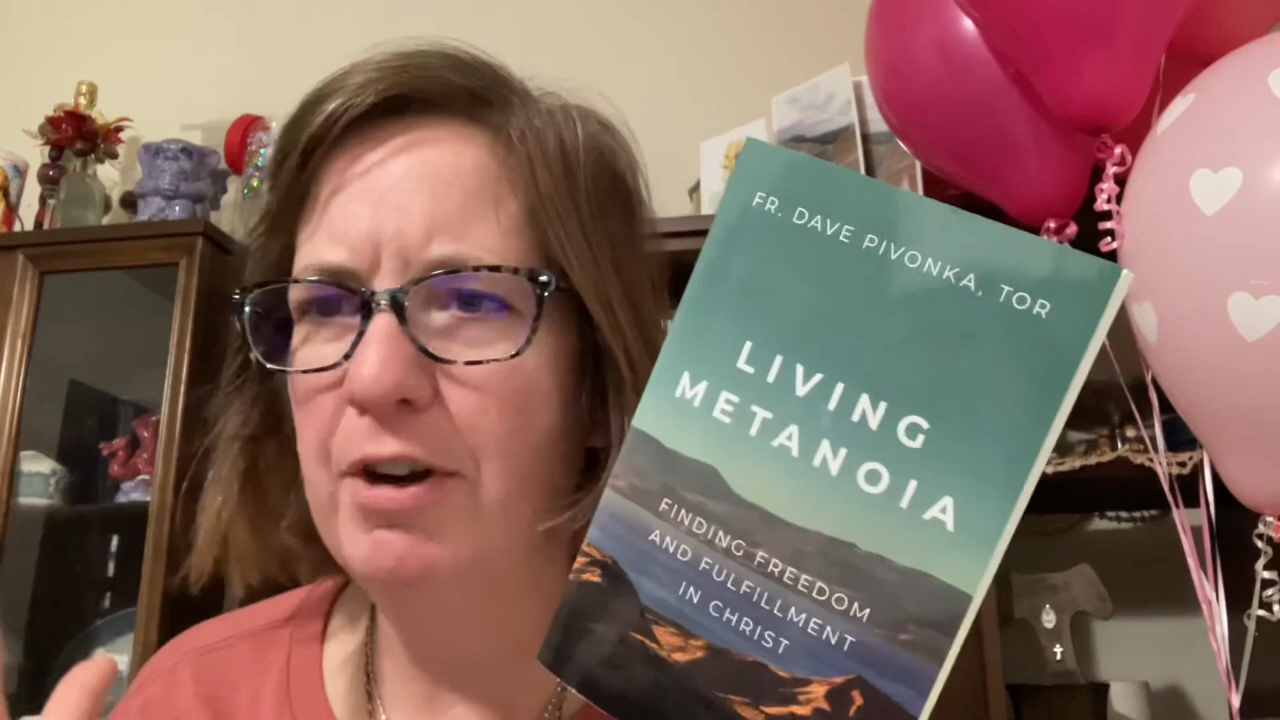 FR. DAVE PIVONKA, TOR
LIVING
METANOIA
FINDING FREEDOM
AND FULFILLMENT
IN CHRIST